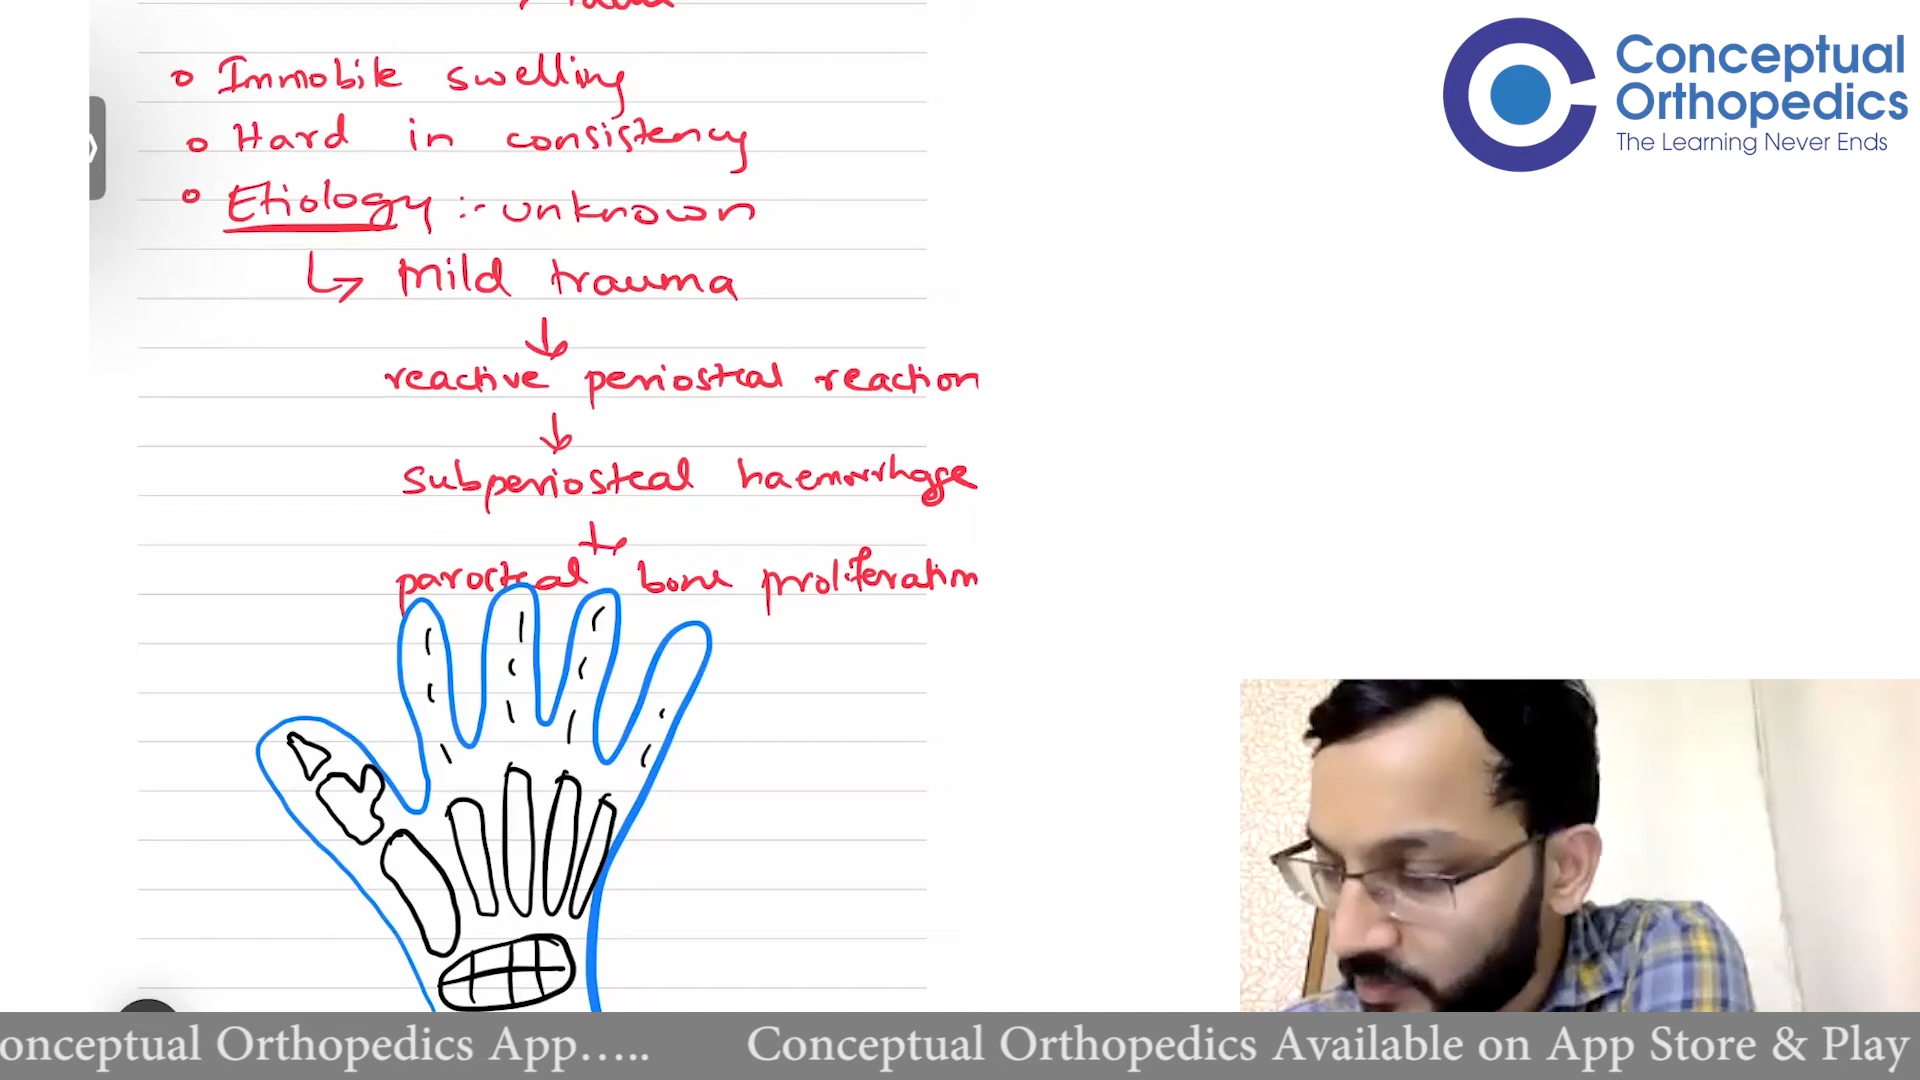 • Immobile swelling
• Hard in consistency
• Etiology :- unknown
↳ Mild trauma
↓
reactive periosteal reaction
↓
subperiosteal haemorrhage
↓
parosteal bone proliferation
Conceptual
Orthopedics
The Learning Never Ends
onceptual Orthopedics App..... Conceptual Orthopedics Available on App Store & Play